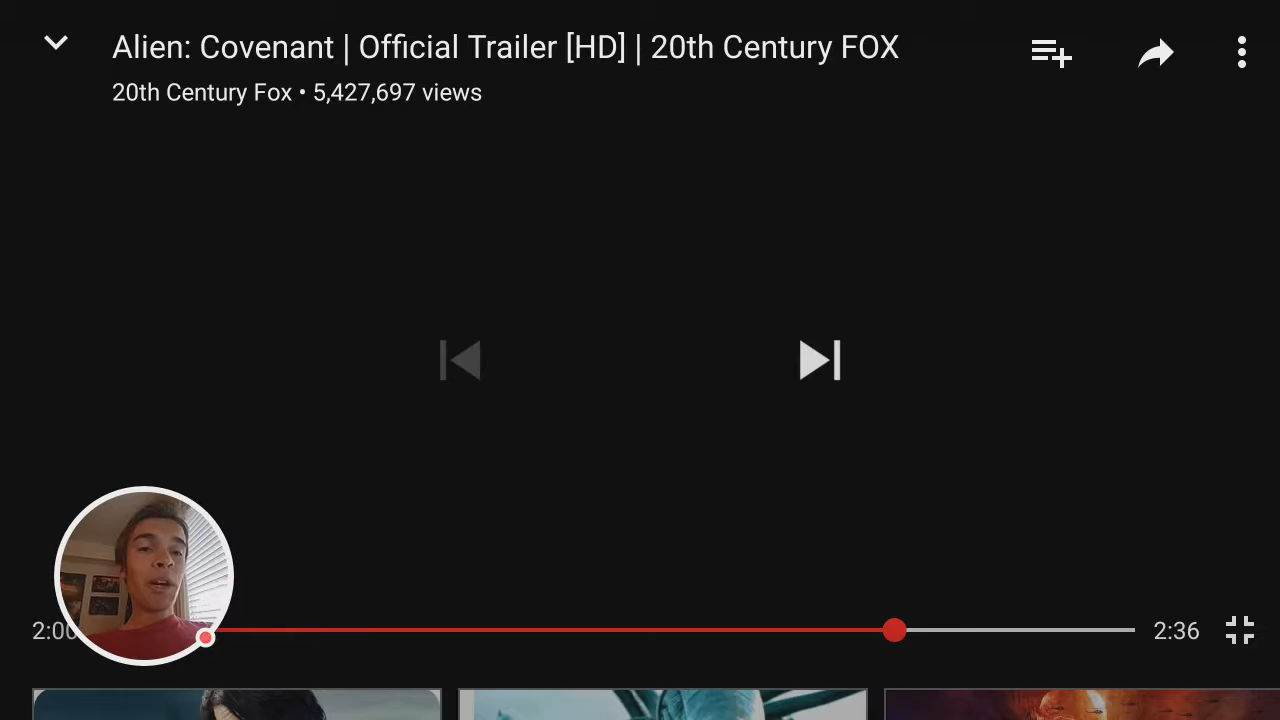 Alien: Covenant | Official Trailer [HD] | 20th Century FOX
20th Century Fox • 5,427,697 views
2:00
2:36